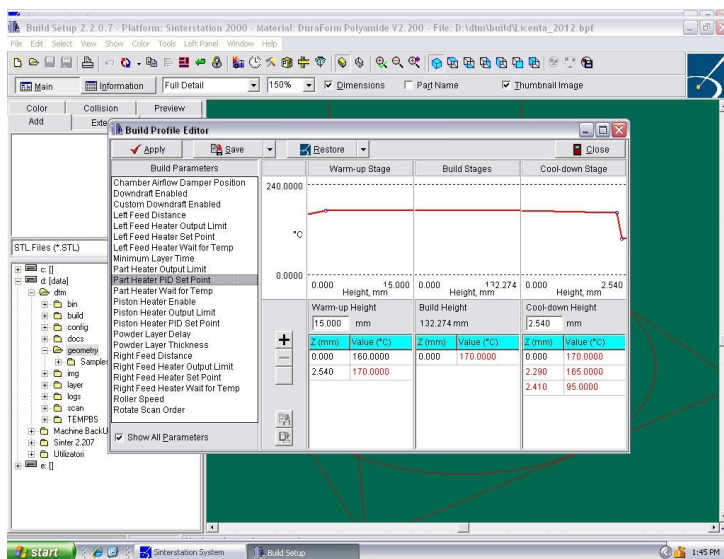 Build Setup 2.2.0.7 - Platform: Sinterstation 2000 - Material: DuraForm Polyamide V2.200 - File: D:\dtm\build\Licenta_2012.bpf
File Edit Select View Show Color Tools Left Panel Window Help
Main Information Full Detail 150% Dimensions Part Name Thumbnail Image
Color Collision Preview
Add Exte
Build Profile Editor
Apply Save Restore Close
Build Parameters Warm-up Stage Build Stages Cool-down Stage
Chamber Airflow Damper Position
Downdraft Enabled
Custom Downdraft Enabled
Left Feed Distance
Left Feed Heater Output Limit
Left Feed Heater Set Point
Left Feed Heater Wait for Temp
Minimum Layer Time
Part Heater Output Limit
Part Heater PID Set Point
Part Heater Wait for Temp
Piston Heater Enable
Piston Heater Output Limit
Piston Heater PID Set Point
Powder Layer Delay
Powder Layer Thickness
Right Feed Distance
Right Feed Heater Output Limit
Right Feed Heater Set Point
Right Feed Heater Wait for Temp
Roller Speed
Rotate Scan Order
Show All Parameters
240.0000
°C
0.0000
0.000 15.000 0.000 132.274 0.000 2.540
Height, mm Height, mm Height, mm
Warm-up Height Build Height Cool-down Height
15.000 mm 132.274 mm 2.540 mm
Z (mm) Value (°C) Z (mm) Value (°C) Z (mm) Value (°C)
0.000 160.0000 0.000 170.0000 0.000 170.0000
2.540 170.0000 2.290 165.0000
2.410 95.0000
STL Files (*.STL)
c: []
d: [data]
dtm
bin
build
config
docs
geometry
Samples
img
layer
logs
scan
TEMPBS
Machine BackU
Sinter 2.207
Utilizatori
e: []
start Sinterstation System Build Setup 1:45 PM